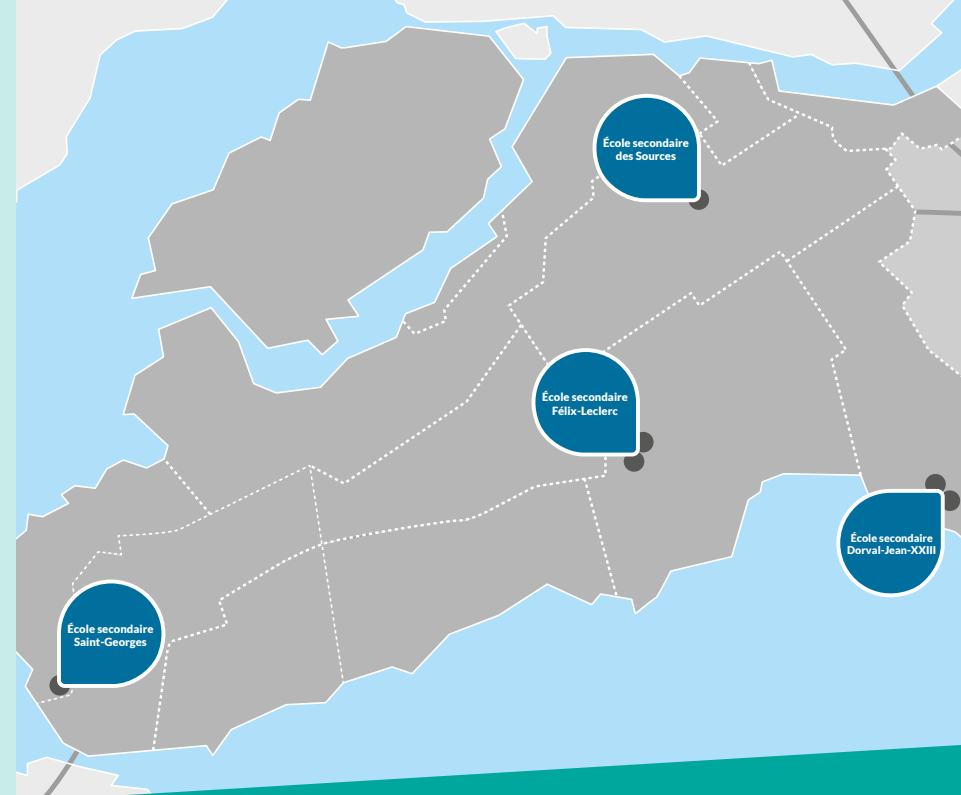 École secondaire
des Sources
École secondaire
Félix-Leclerc
École secondaire
Dorval-Jean-XXIII
École secondaire
Saint-Georges